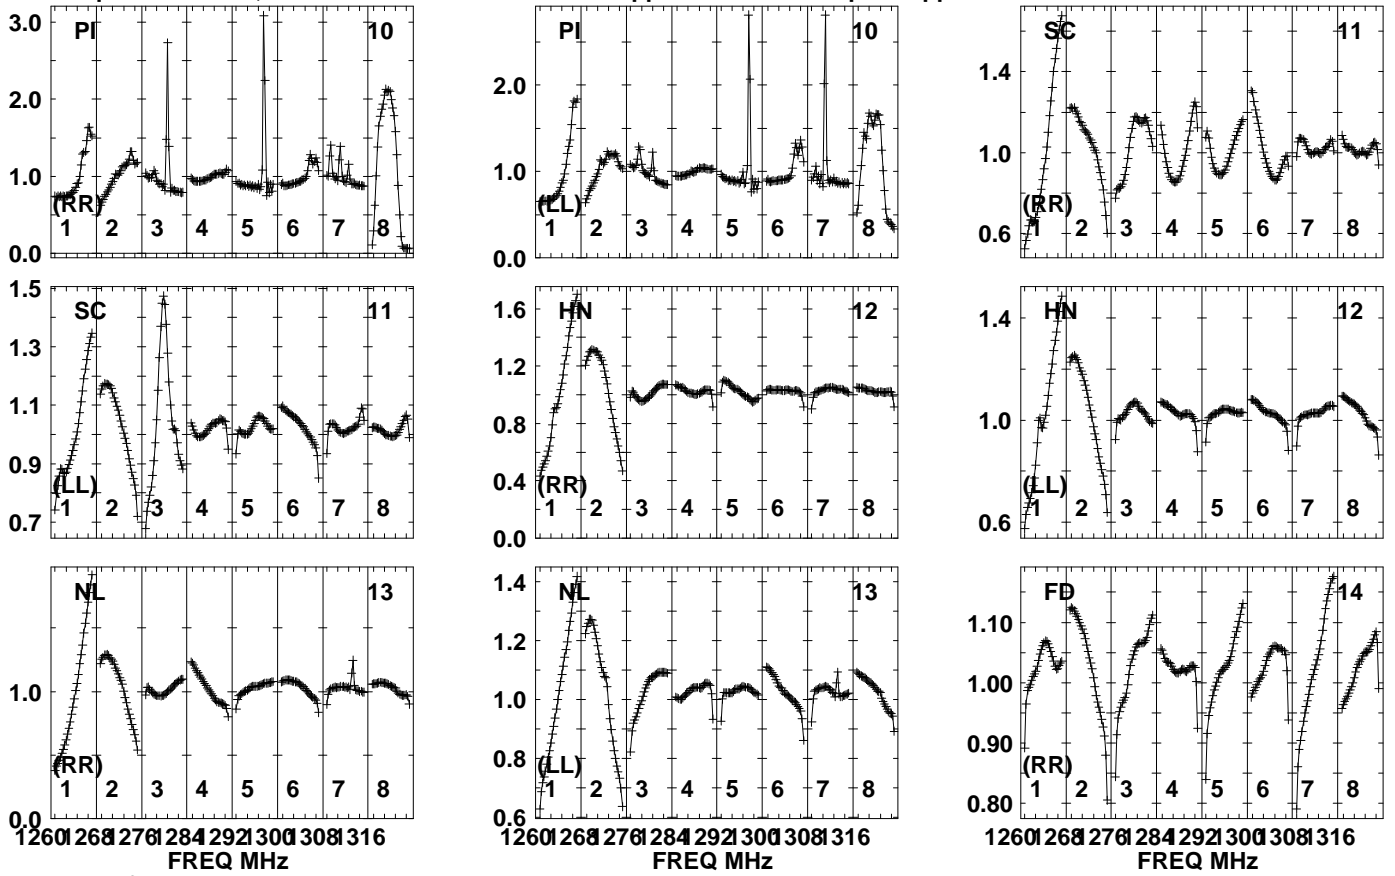 PI 10
3.0
2.0
1.0
0.0
(RR)
1 2 3 4 5 6 7 8
PI 10
2.0
1.0
0.0
(LL)
1 2 3 4 5 6 7 8
SC 11
1.4
1.0
0.6
(RR)
1 2 3 4 5 6 7 8
SC 11
1.5
1.3
1.1
0.9
0.7
(LL)
1 2 3 4 5 6 7 8
HN 12
1.6
1.2
0.8
0.4
0.0
(RR)
1 2 3 4 5 6 7 8
HN 12
1.4
1.0
0.6
(LL)
1 2 3 4 5 6 7 8
NL 13
1.0
0.0
(RR)
1 2 3 4 5 6 7 8
1260 1268 1276 1284 1292 1300 1308 1316
FREQ MHz
NL 13
1.4
1.2
1.0
0.8
0.6
(LL)
1 2 3 4 5 6 7 8
1260 1268 1276 1284 1292 1300 1308 1316
FREQ MHz
FD 14
1.10
1.00
0.90
0.80
(RR)
1 2 3 4 5 6 7 8
1260 1268 1276 1284 1292 1300 1308 1316
FREQ MHz